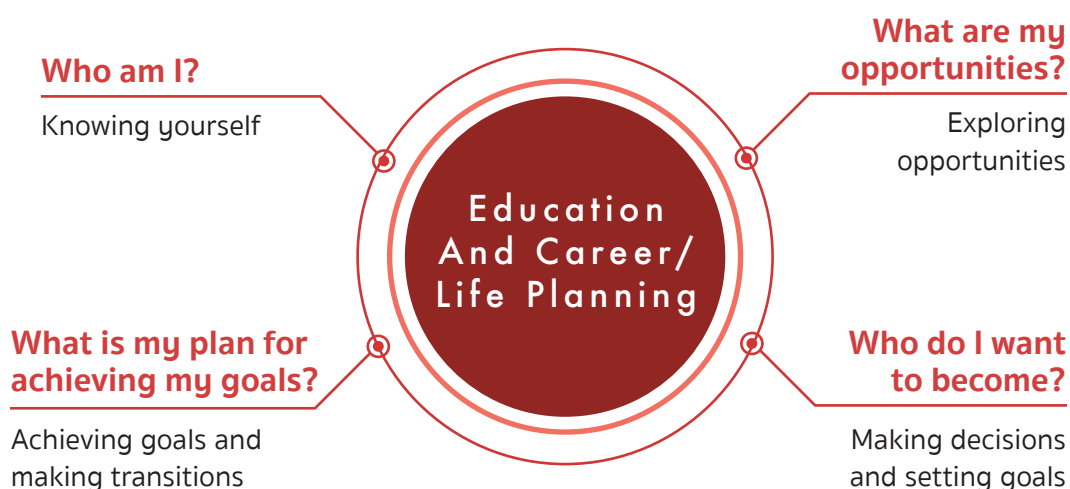 Who am I?
Knowing yourself
What are my
opportunities?
Exploring
opportunities
Education
And Career/
Life Planning
What is my plan for
achieving my goals?
Achieving goals and
making transitions
Who do I want
to become?
Making decisions
and setting goals